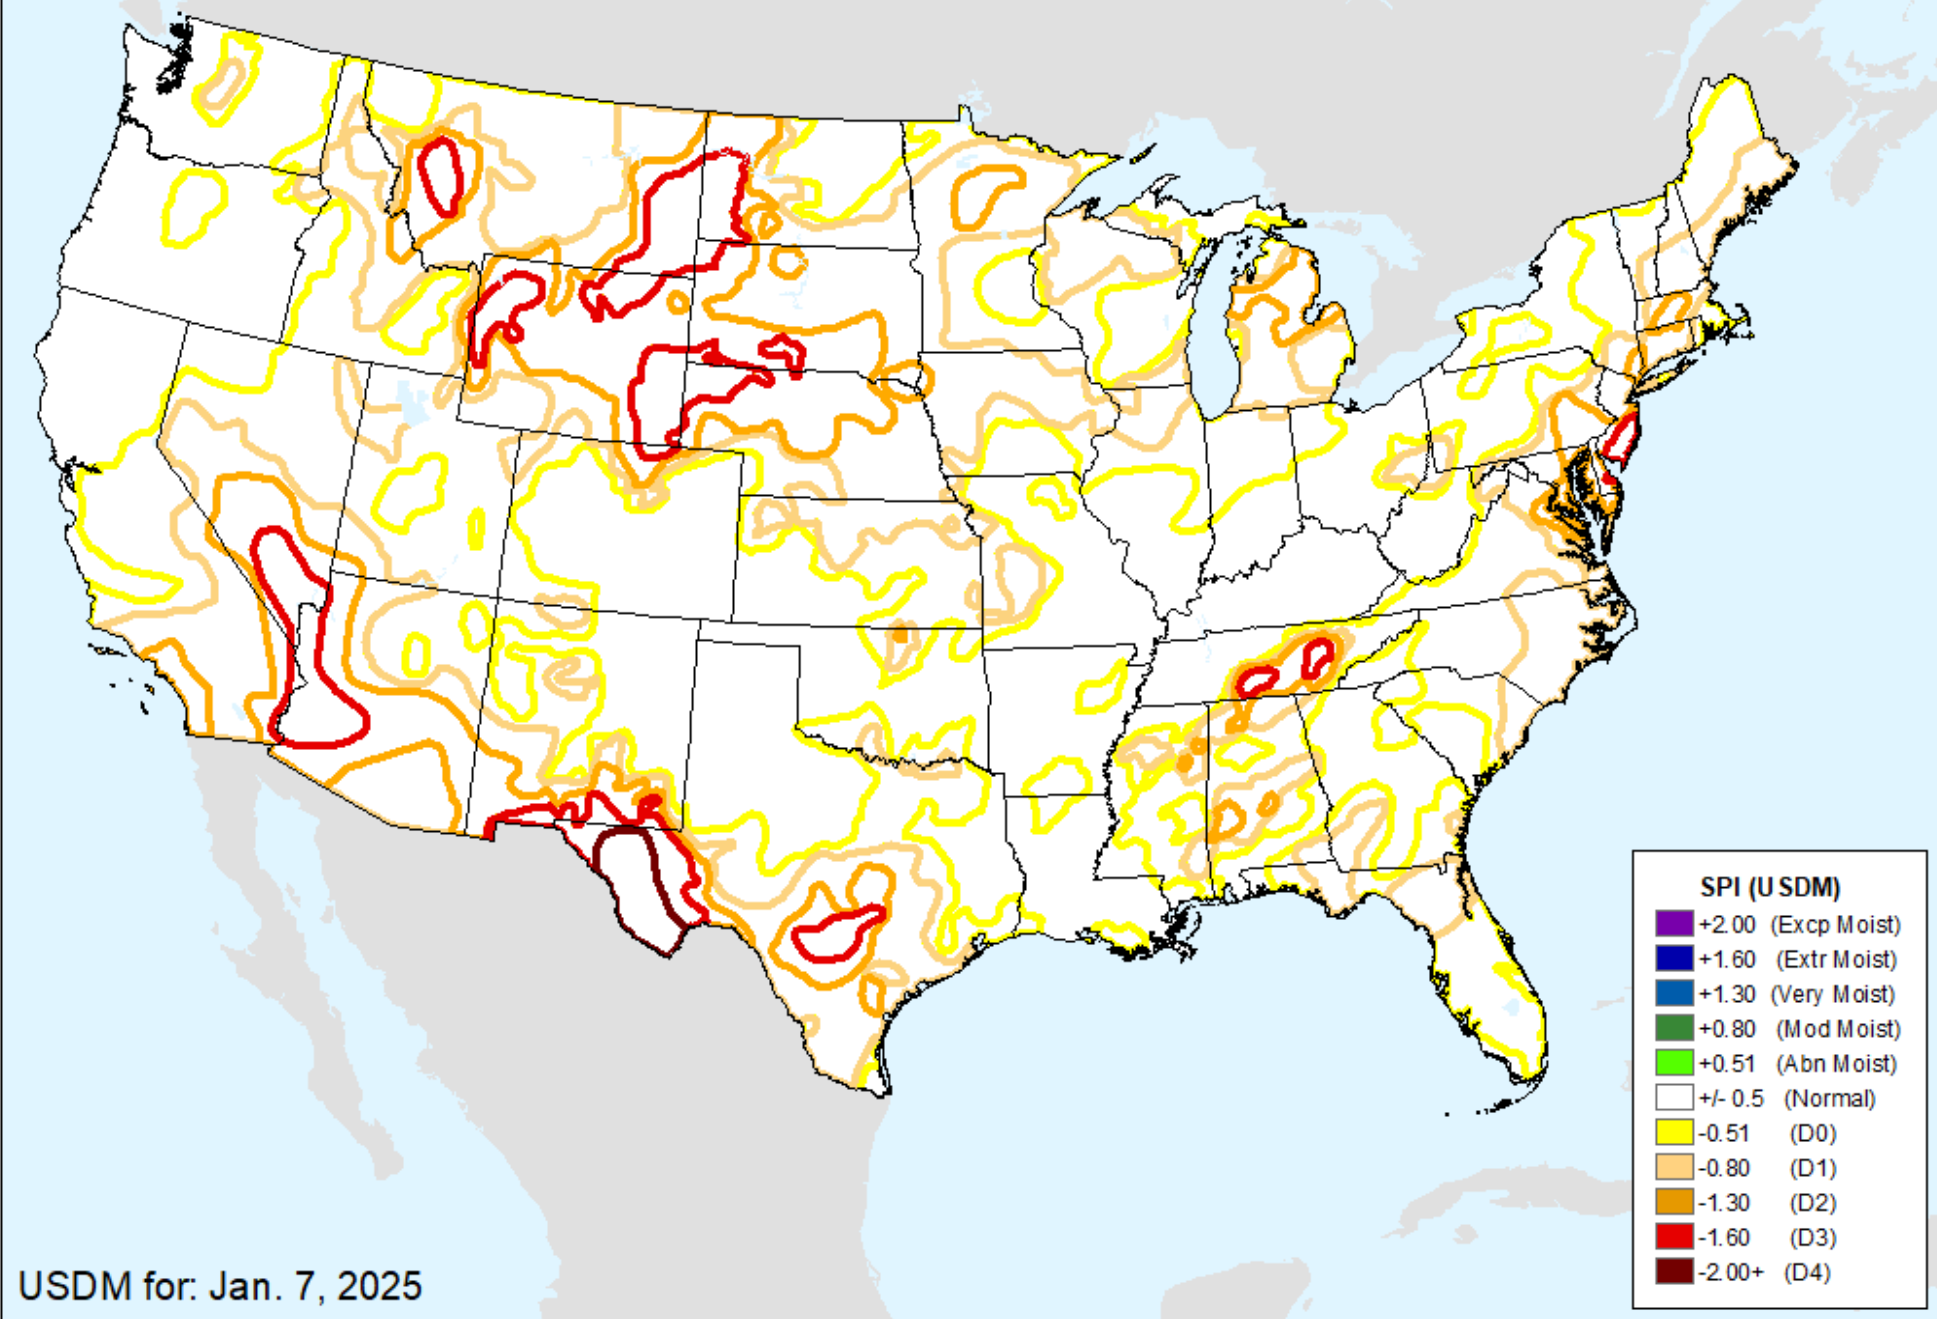 SPI (USDM)
+2.00 (Excp Moist)
+1.60 (Extr Moist)
+1.30 (Very Moist)
+0.80 (Mod Moist)
+0.51 (Abn Moist)
+/- 0.5 (Normal)
-0.51 (D0)
-0.80 (D1)
-1.30 (D2)
-1.60 (D3)
-2.00+ (D4)
USDM for: Jan. 7, 2025